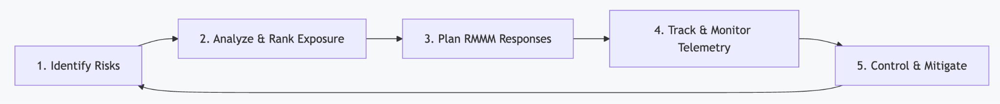 1. Identify Risks
2. Analyze & Rank Exposure
3. Plan RMMM Responses
4. Track & Monitor
Telemetry
5. Control & Mitigate